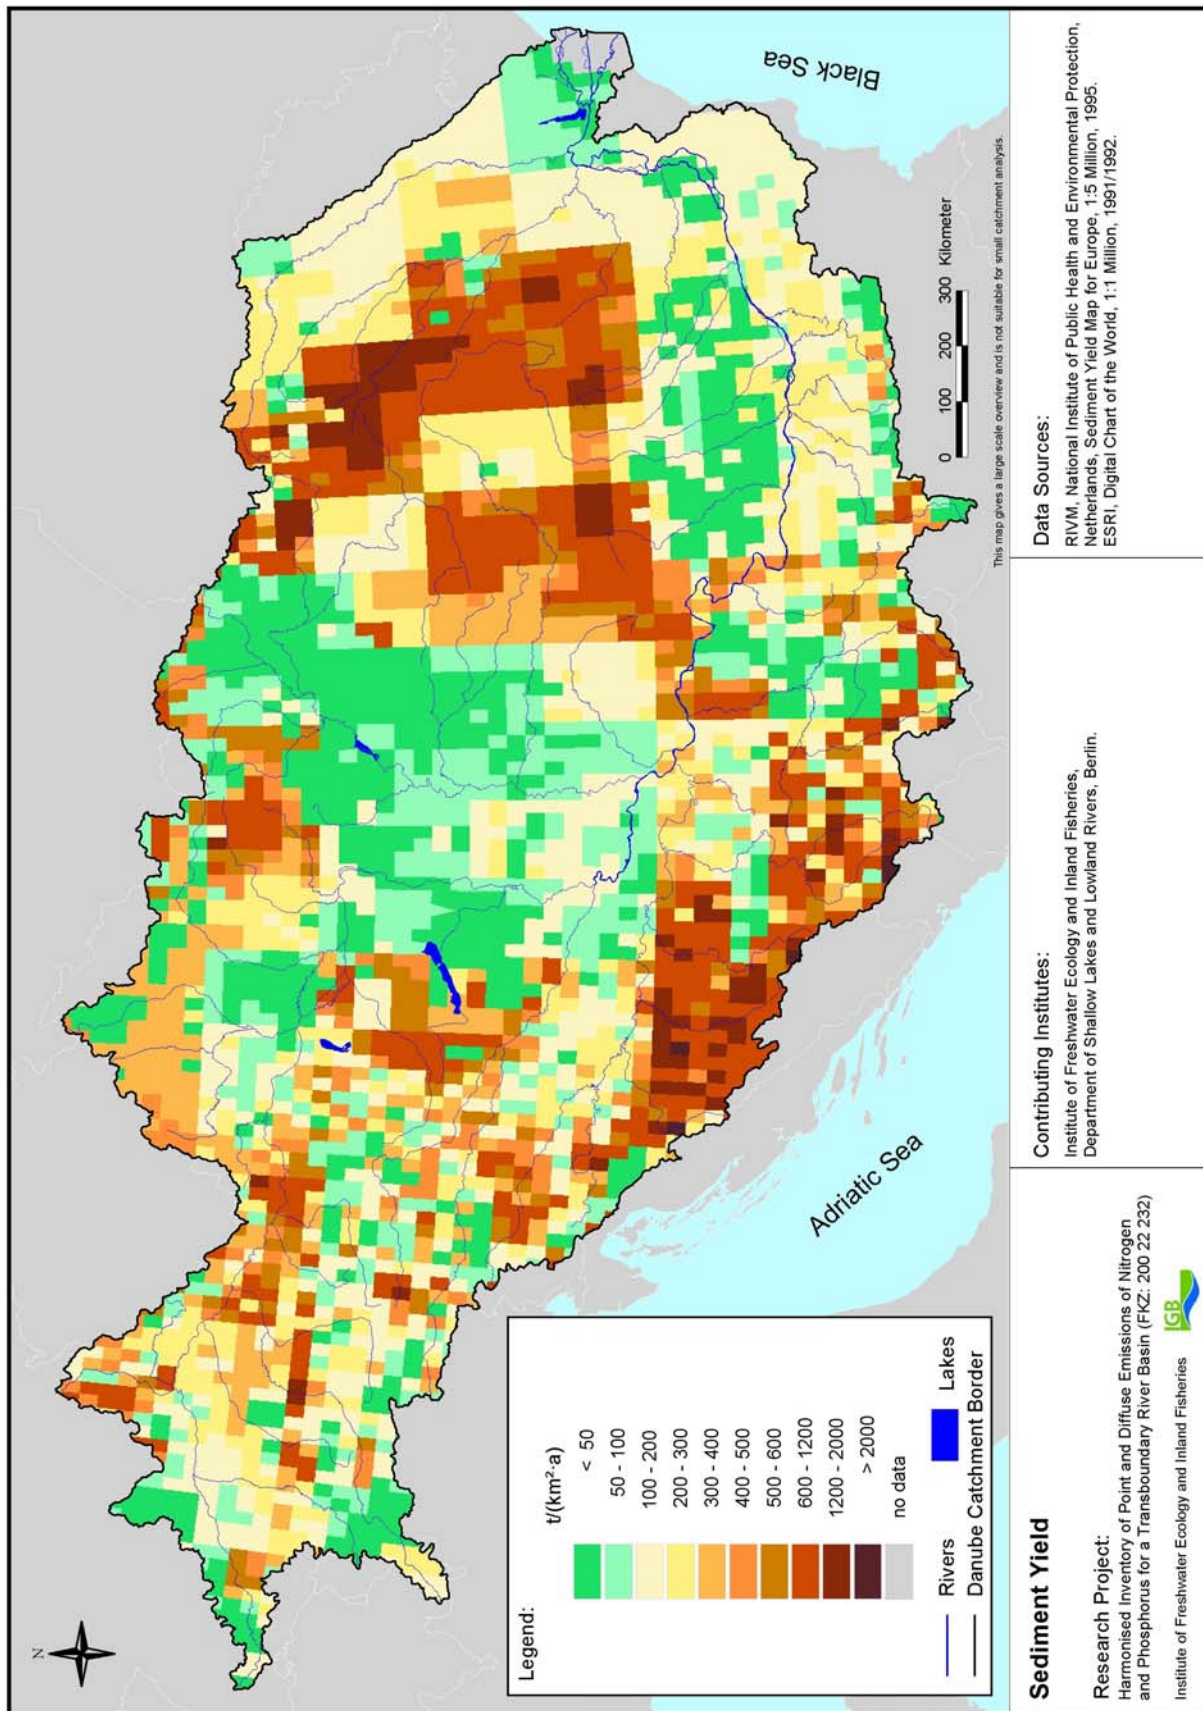 N
Black Sea
Adriatic Sea
0 100 200 300 Kilometer
This map gives a large scale overview and is not suitable for small catchment analysis.
Legend:
t/(km²·a)
< 50
50 - 100
100 - 200
200 - 300
300 - 400
400 - 500
500 - 600
600 - 1200
1200 - 2000
> 2000
no data
Rivers
Lakes
Danube Catchment Border
Sediment Yield
Research Project:
Harmonised Inventory of Point and Diffuse Emissions of Nitrogen
and Phosphorus for a Transboundary River Basin (FKZ: 200 22 232)
Institute of Freshwater Ecology and Inland Fisheries
IGB
Contributing Institutes:
Institute of Freshwater Ecology and Inland Fisheries,
Department of Shallow Lakes and Lowland Rivers, Berlin.
Data Sources:
RIVM, National Institute of Public Health and Environmental Protection,
Netherlands, Sediment Yield Map for Europe, 1:5 Million, 1995.
ESRI, Digital Chart of the World, 1:1 Million, 1991/1992.